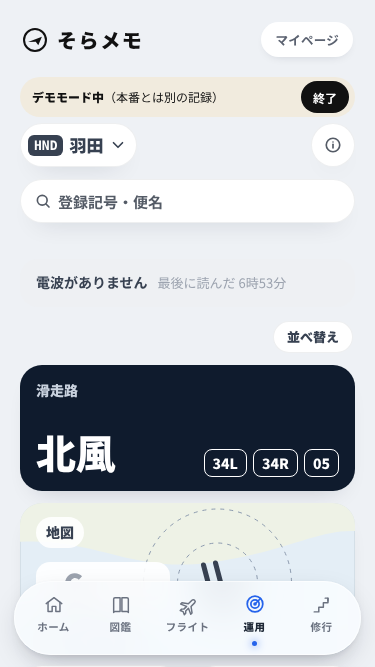 そらメモ
マイページ
デモモード中（本番とは別の記録）
終了
HND 羽田
登録記号・便名
電波がありません 最後に読んだ 6時53分
並べ替え
滑走路
北風
34L 34R 05
地図
ホーム 図鑑 フライト 運用 修行